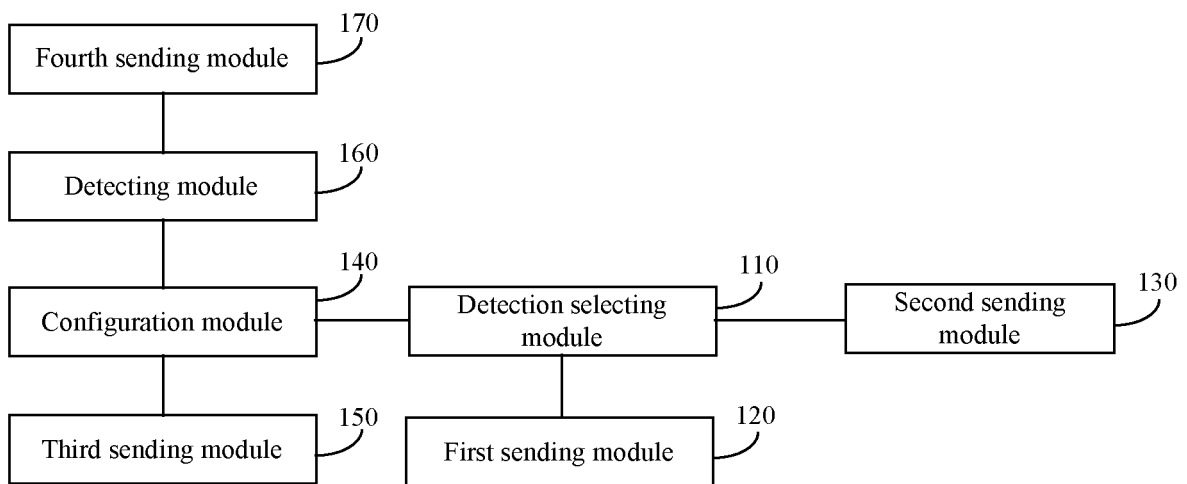 170
Fourth sending module
160
Detecting module
140
Configuration module
110
Detection selecting
module
130
Second sending
module
150
Third sending module
120
First sending module